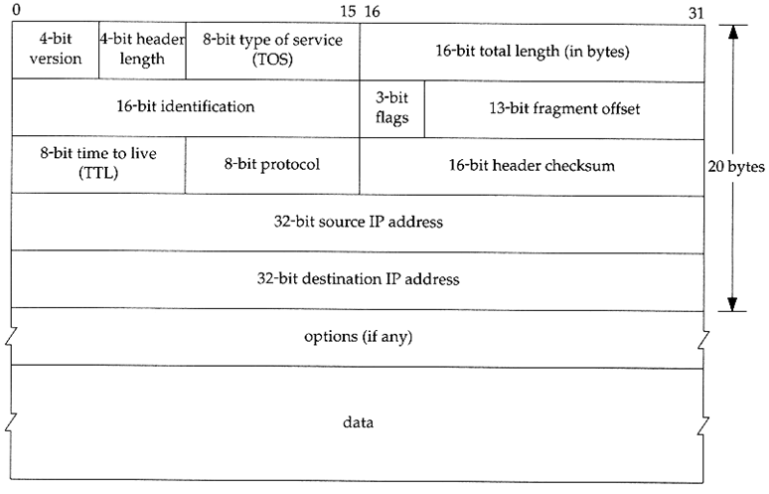 0 15 16 31
4-bit version 4-bit header length 8-bit type of service (TOS) 16-bit total length (in bytes)
16-bit identification 3-bit flags 13-bit fragment offset
8-bit time to live (TTL) 8-bit protocol 16-bit header checksum 20 bytes
32-bit source IP address
32-bit destination IP address
options (if any)
data